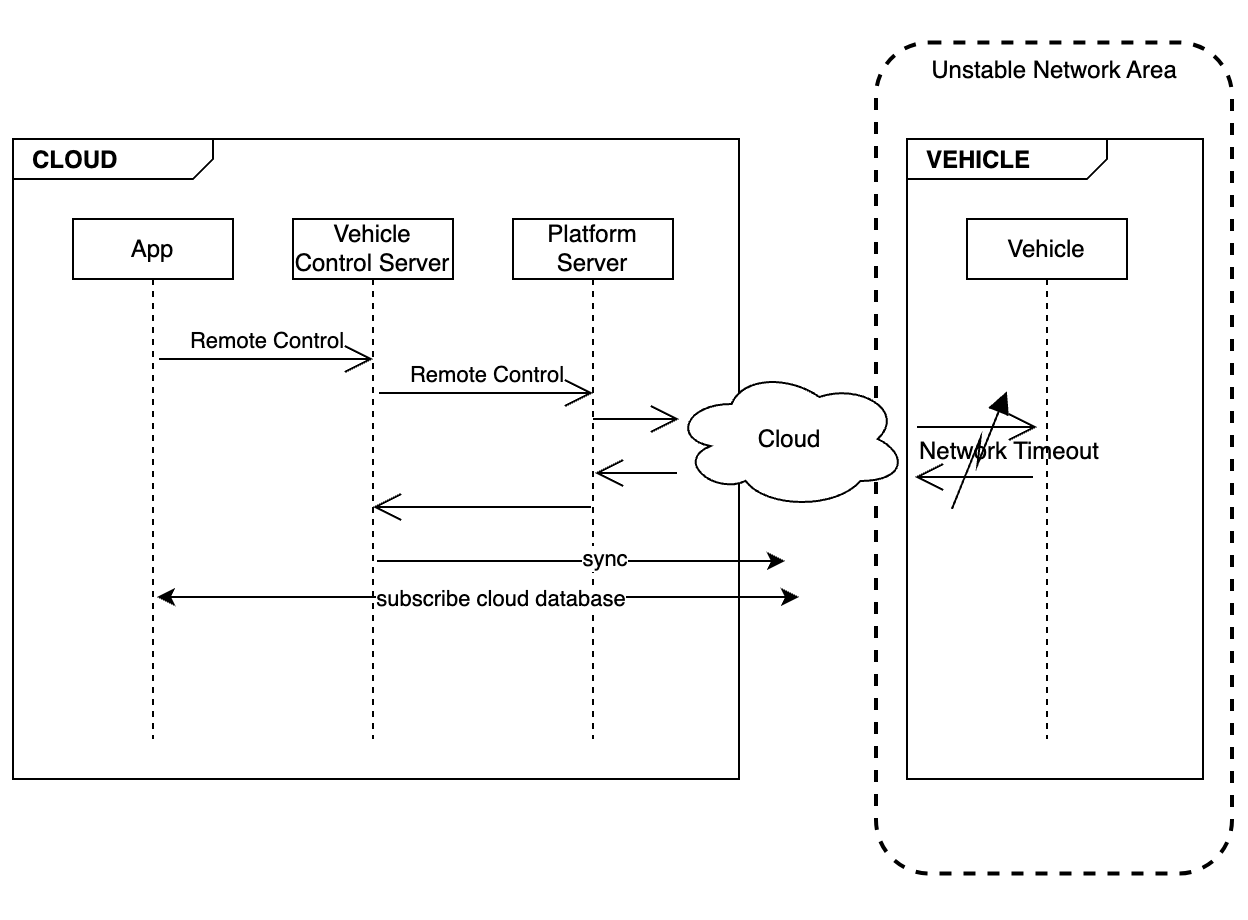 Unstable Network Area
CLOUD
VEHICLE
App
Vehicle
Control Server
Platform
Server
Vehicle
Remote Control
Remote Control
Cloud
Network Timeout
sync
subscribe cloud database